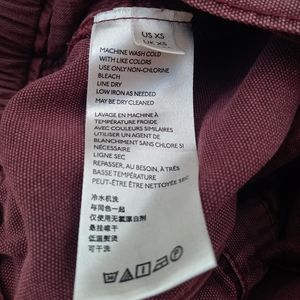 US XS
UK XS
MACHINE WASH COLD
WITH LIKE COLORS
USE ONLY NON-CHLORINE
BLEACH
LINE DRY
LOW IRON AS NEEDED
MAY BE DRY CLEANED
LAVAGE EN MACHINE À
TEMPÉRATURE FROIDE
AVEC COULEURS SIMILAIRES
UTILISER UN AGENT DE
BLANCHIMENT SANS CHLORE SI
NÉCESSAIRE
LIGNE SEC
REPASSER, AU BESOIN, À TRÈS
BASSE TEMPÉRATURE
PEUT-ÊTRE ÊTRE NETTOYÉE SEC
冷水机洗
与同色一起
仅使用无氯漂白剂
悬挂晾干
低温熨烫
可干洗